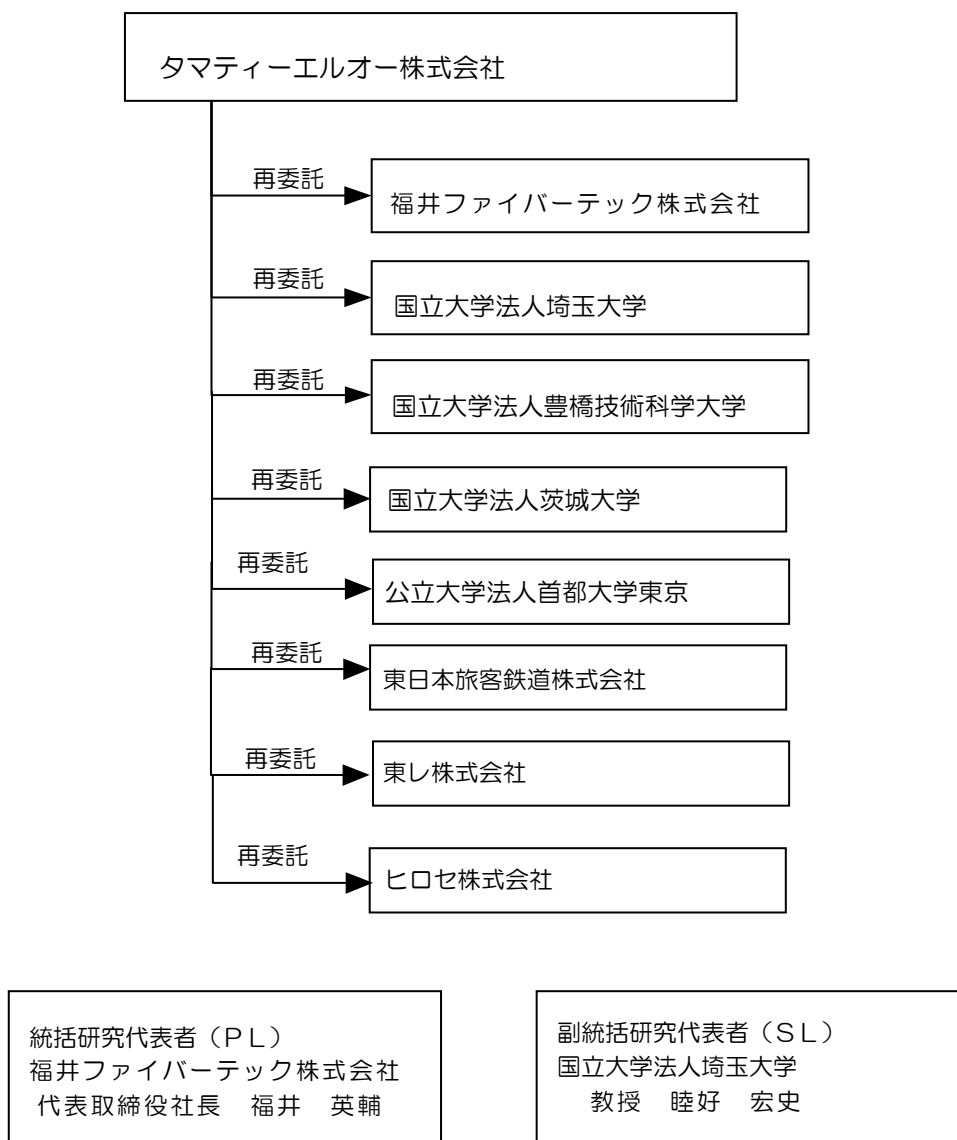 タマティーエルオー株式会社
再委託
福井ファイバーテック株式会社
再委託
国立大学法人埼玉大学
再委託
国立大学法人豊橋技術科学大学
再委託
国立大学法人茨城大学
再委託
公立大学法人首都大学東京
再委託
東日本旅客鉄道株式会社
再委託
東レ株式会社
再委託
ヒロセ株式会社
統括研究代表者（ＰＬ）
福井ファイバーテック株式会社
代表取締役社長　福井　英輔
副統括研究代表者（ＳＬ）
国立大学法人埼玉大学
教授　睦好　宏史